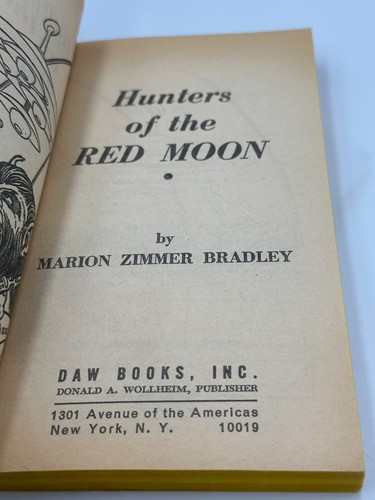 Hunters
of the
RED MOON
•
by
MARION ZIMMER BRADLEY
DAW BOOKS, INC.
DONALD A. WOLLHEIM, PUBLISHER
1301 Avenue of the Americas
New York, N. Y. 10019